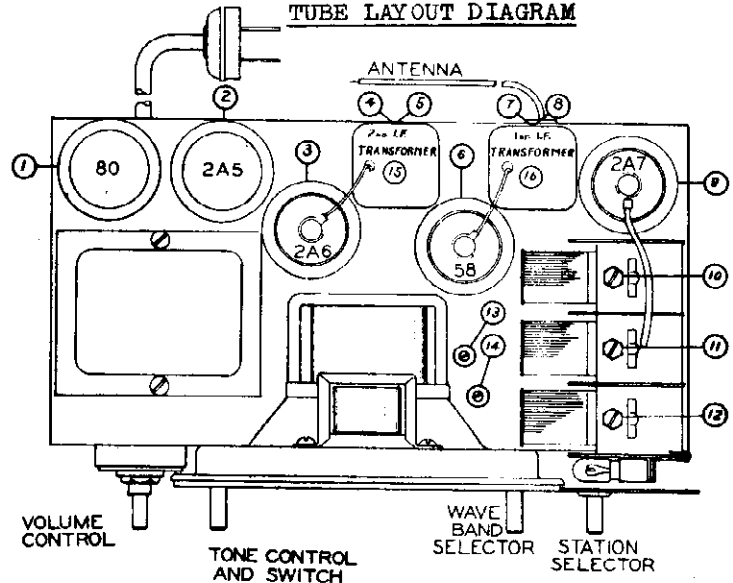 TUBE LAYOUT DIAGRAM
ANTENNA
2
4
5
7
8
1
80
2A5
3
2ND I.F.
TRANSFORMER
15
6
1ST I.F.
TRANSFORMER
16
2A7
9
2A6
58
10
13
14
11
12
VOLUME
CONTROL
TONE CONTROL
AND SWITCH
WAVE
BAND
SELECTOR
STATION
SELECTOR